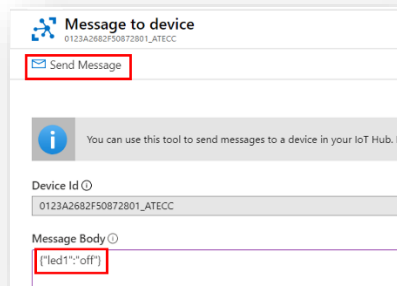 Message to device
0123A2682F50872801_ATECC
Send Message
You can use this tool to send messages to a device in your IoT Hub.
Device Id
0123A2682F50872801_ATECC
Message Body
{"led1":"off"}